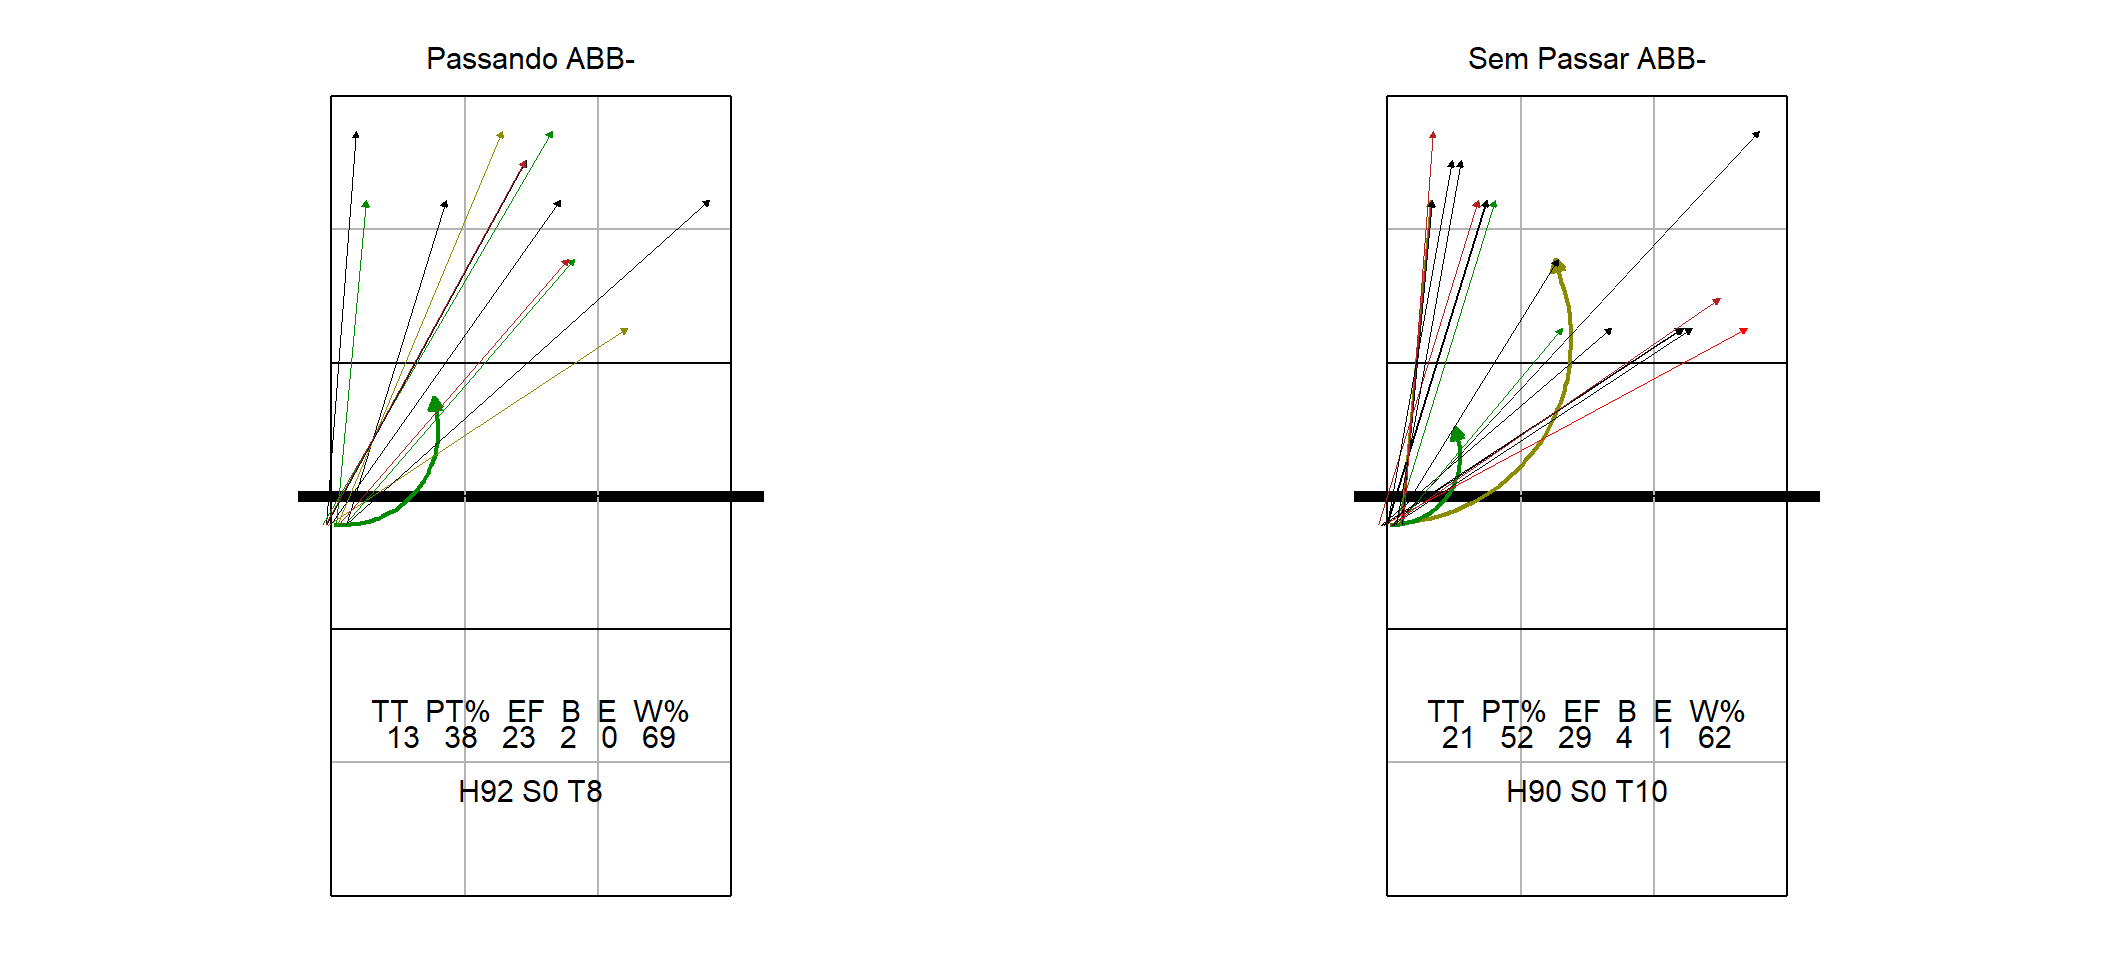 Passando ABB-
TT PT% EF B E W%
13 38 23 2 0 69
H92 S0 T8
Sem Passar ABB-
TT PT% EF B E W%
21 52 29 4 1 62
H90 S0 T10